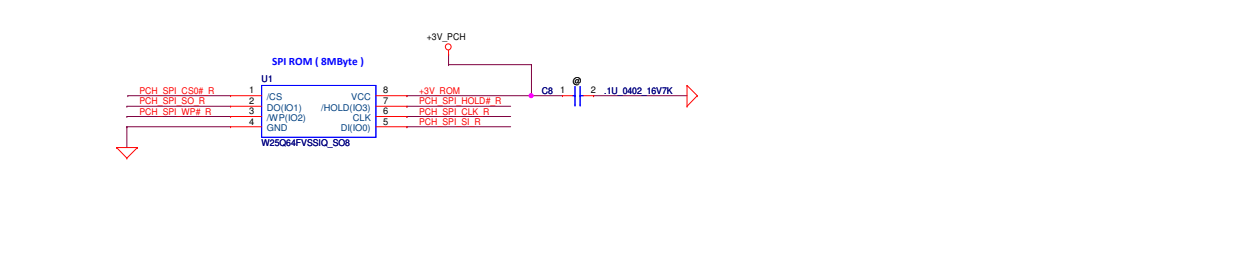 +3V_PCH
SPI ROM ( 8MByte )
U1
@
PCH_SPI_CS0#_R 1 /CS VCC 8 +3V_ROM C8 1 2 .1U_0402_16V7K
PCH_SPI_SO_R 2 DO(IO1) /HOLD(IO3) 7 PCH_SPI_HOLD#_R
PCH_SPI_WP#_R 3 /WP(IO2) CLK 6 PCH_SPI_CLK_R
4 GND DI(IO0) 5 PCH_SPI_SI_R
W25Q64FVSSIQ_SO8